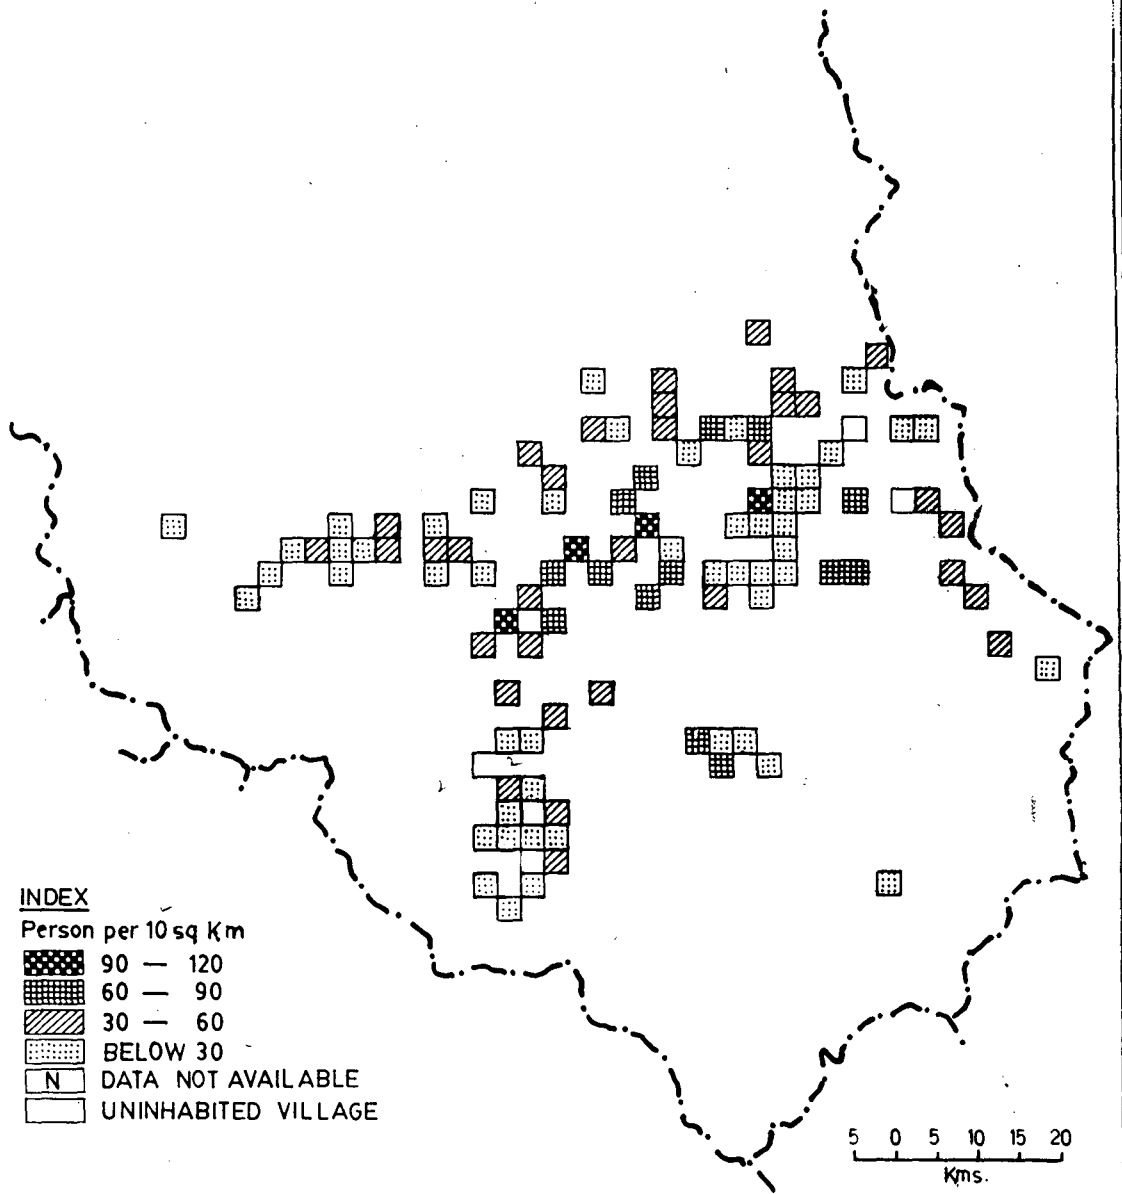 INDEX
Person per 10 sq Km
90 — 120
60 — 90
30 — 60
BELOW 30
N DATA NOT AVAILABLE
UNINHABITED VILLAGE
5 0 5 10 15 20
Kms.